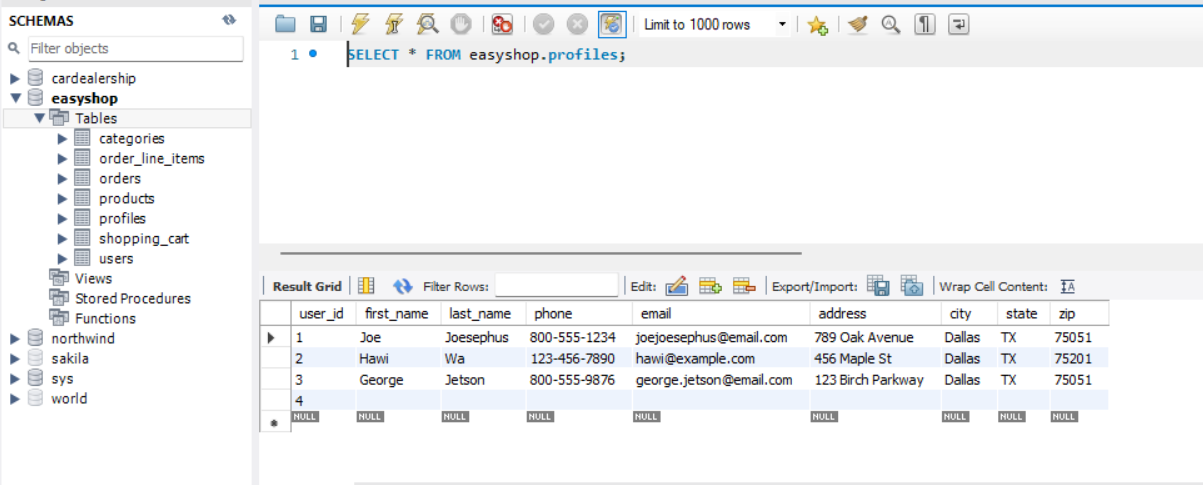 SCHEMAS
Filter objects
cardealership
easyshop
Tables
categories
order_line_items
orders
products
profiles
shopping_cart
users
Views
Stored Procedures
Functions
northwind
sakila
sys
world
Limit to 1000 rows
1 SELECT * FROM easyshop.profiles;
Result Grid Filter Rows: Edit: Export/Import: Wrap Cell Content: IA
user_id first_name last_name phone email address city state zip
1 Joe Joesephus 800-555-1234 joejoesephus@email.com 789 Oak Avenue Dallas TX 75051
2 Hawi Wa 123-456-7890 hawi@example.com 456 Maple St Dallas TX 75201
3 George Jetson 800-555-9876 george.jetson@email.com 123 Birch Parkway Dallas TX 75051
4
NULL NULL NULL NULL NULL NULL NULL NULL NULL